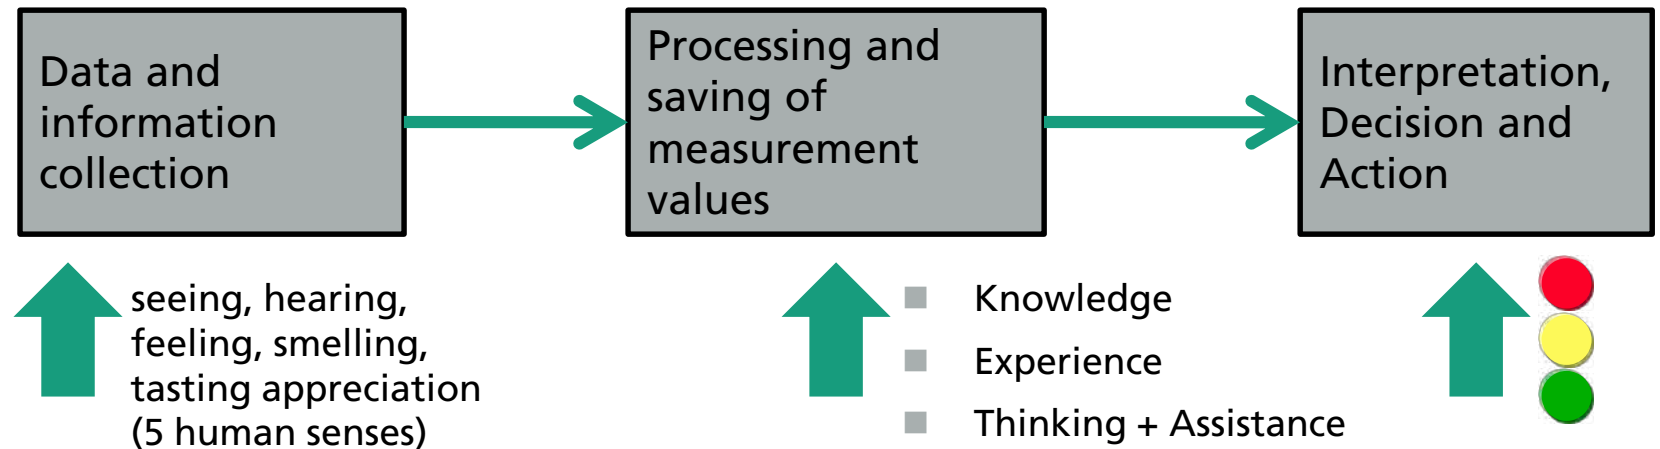 Data and
information
collection
Processing and
saving of
measurement
values
Interpretation,
Decision and
Action
seeing, hearing,
feeling, smelling,
tasting appreciation
(5 human senses)
Knowledge
Experience
Thinking + Assistance